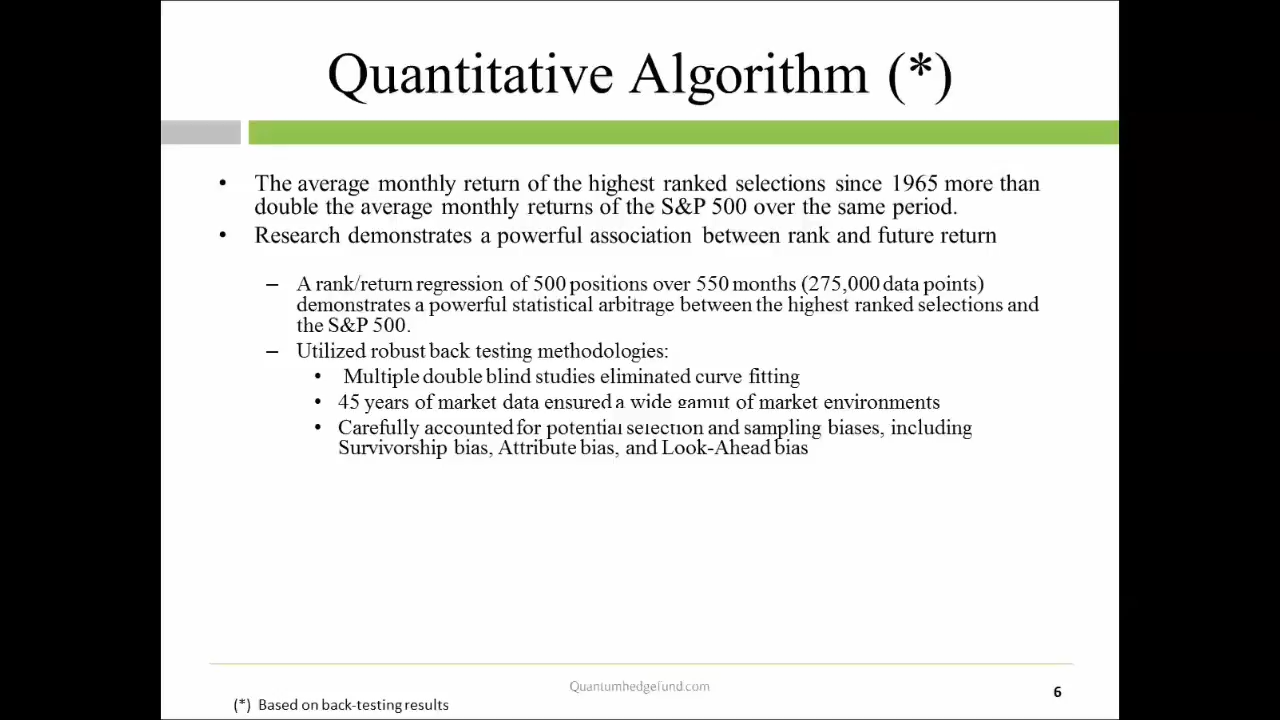 Quantitative Algorithm (*)
• The average monthly return of the highest ranked selections since 1965 more than
double the average monthly returns of the S&P 500 over the same period.
• Research demonstrates a powerful association between rank and future return
– A rank/return regression of 500 positions over 550 months (275,000 data points)
demonstrates a powerful statistical arbitrage between the highest ranked selections and
the S&P 500.
– Utilized robust back testing methodologies:
• Multiple double blind studies eliminated curve fitting
• 45 years of market data ensured a wide gamut of market environments
• Carefully accounted for potential selection and sampling biases, including
Survivorship bias, Attribute bias, and Look-Ahead bias
Quantumhedgefund.com
6
(*) Based on back-testing results